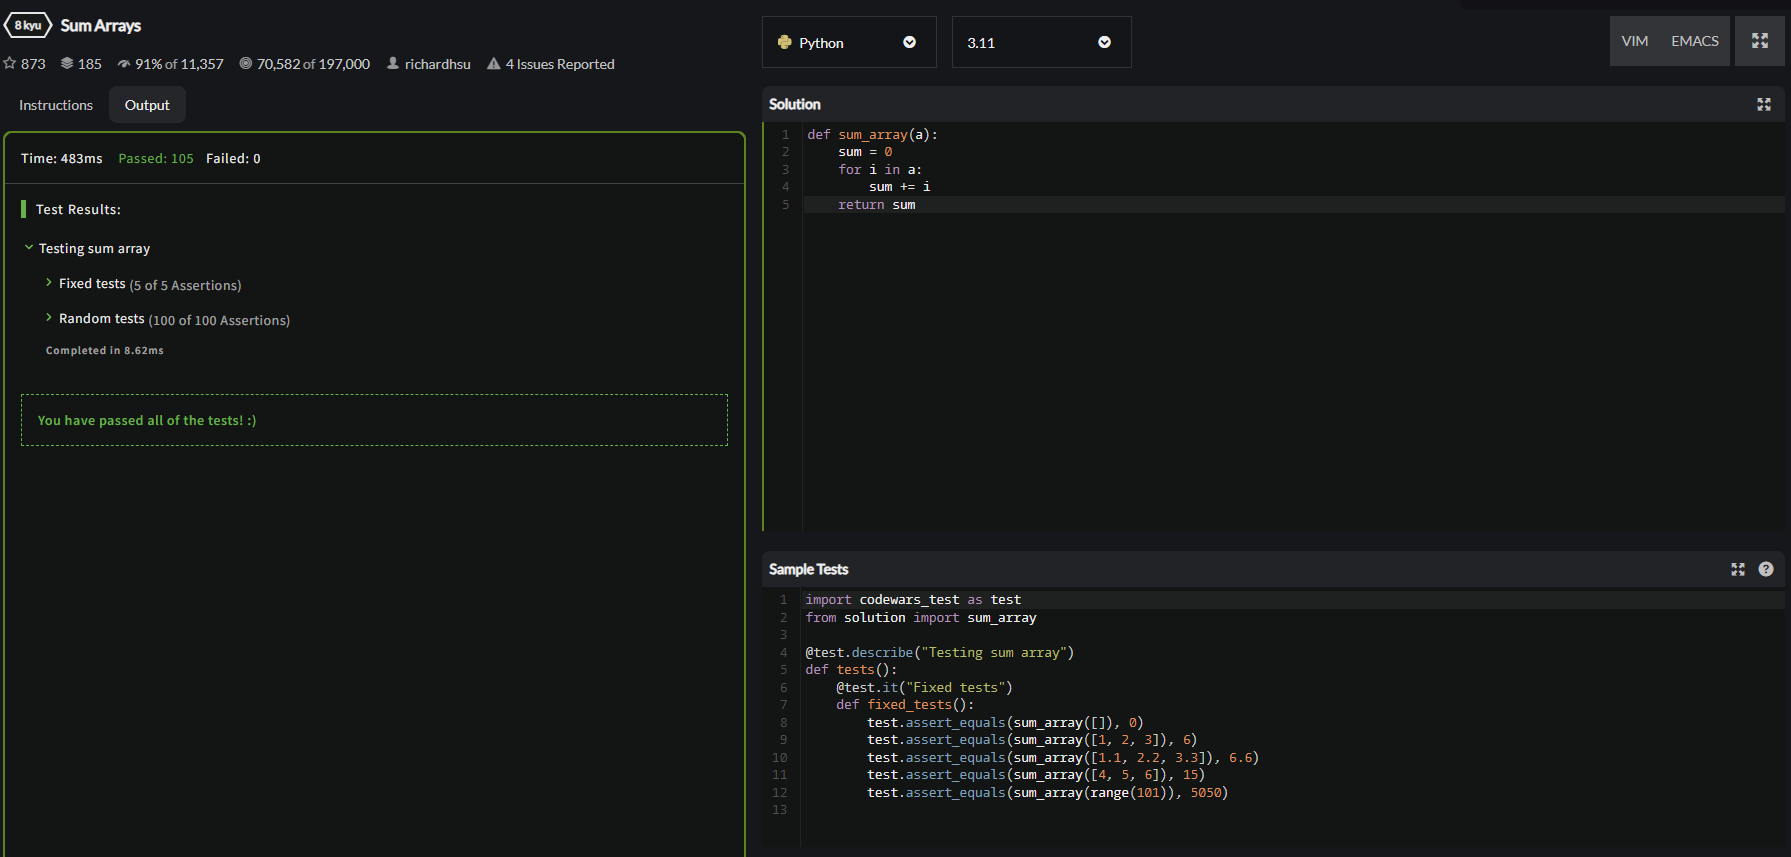 8 kyu Sum Arrays
873 185 91% of 11,357 70,582 of 197,000 richardhsu 4 Issues Reported
Instructions Output
Time: 483ms Passed: 105 Failed: 0
Test Results:
Testing sum array
Fixed tests (5 of 5 Assertions)
Random tests (100 of 100 Assertions)
Completed in 8.62ms
You have passed all of the tests! :)
Python 3.11 VIM EMACS
Solution
1 def sum_array(a):
2     sum = 0
3     for i in a:
4         sum += i
5     return sum
Sample Tests ?
1 import codewars_test as test
2 from solution import sum_array
3
4 @test.describe("Testing sum array")
5 def tests():
6     @test.it("Fixed tests")
7     def fixed_tests():
8         test.assert_equals(sum_array([]), 0)
9         test.assert_equals(sum_array([1, 2, 3]), 6)
10         test.assert_equals(sum_array([1.1, 2.2, 3.3]), 6.6)
11         test.assert_equals(sum_array([4, 5, 6]), 15)
12         test.assert_equals(sum_array(range(101)), 5050)
13